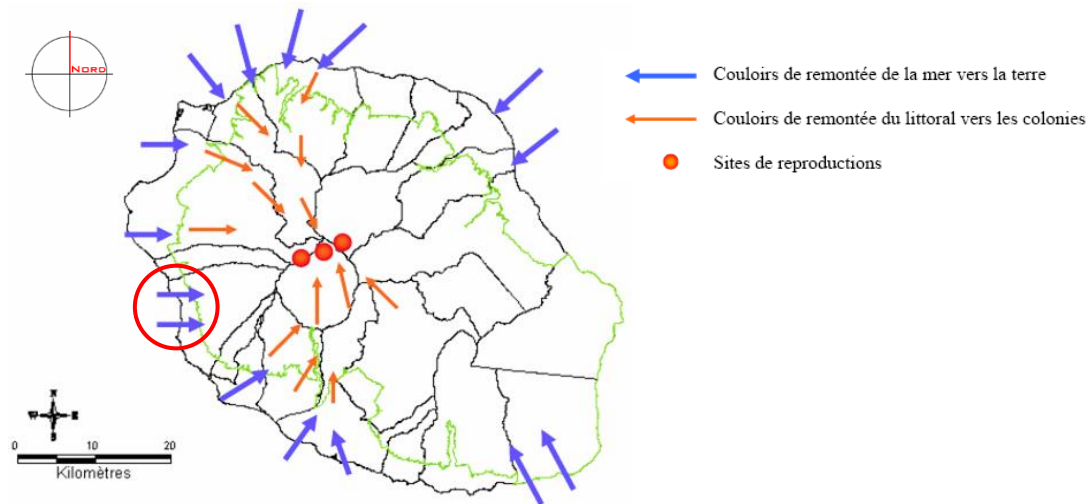 NORD
Couloirs de remontée de la mer vers la terre
Couloirs de remontée du littoral vers les colonies
Sites de reproductions
N
W E
S
0 10 20
Kilomètres